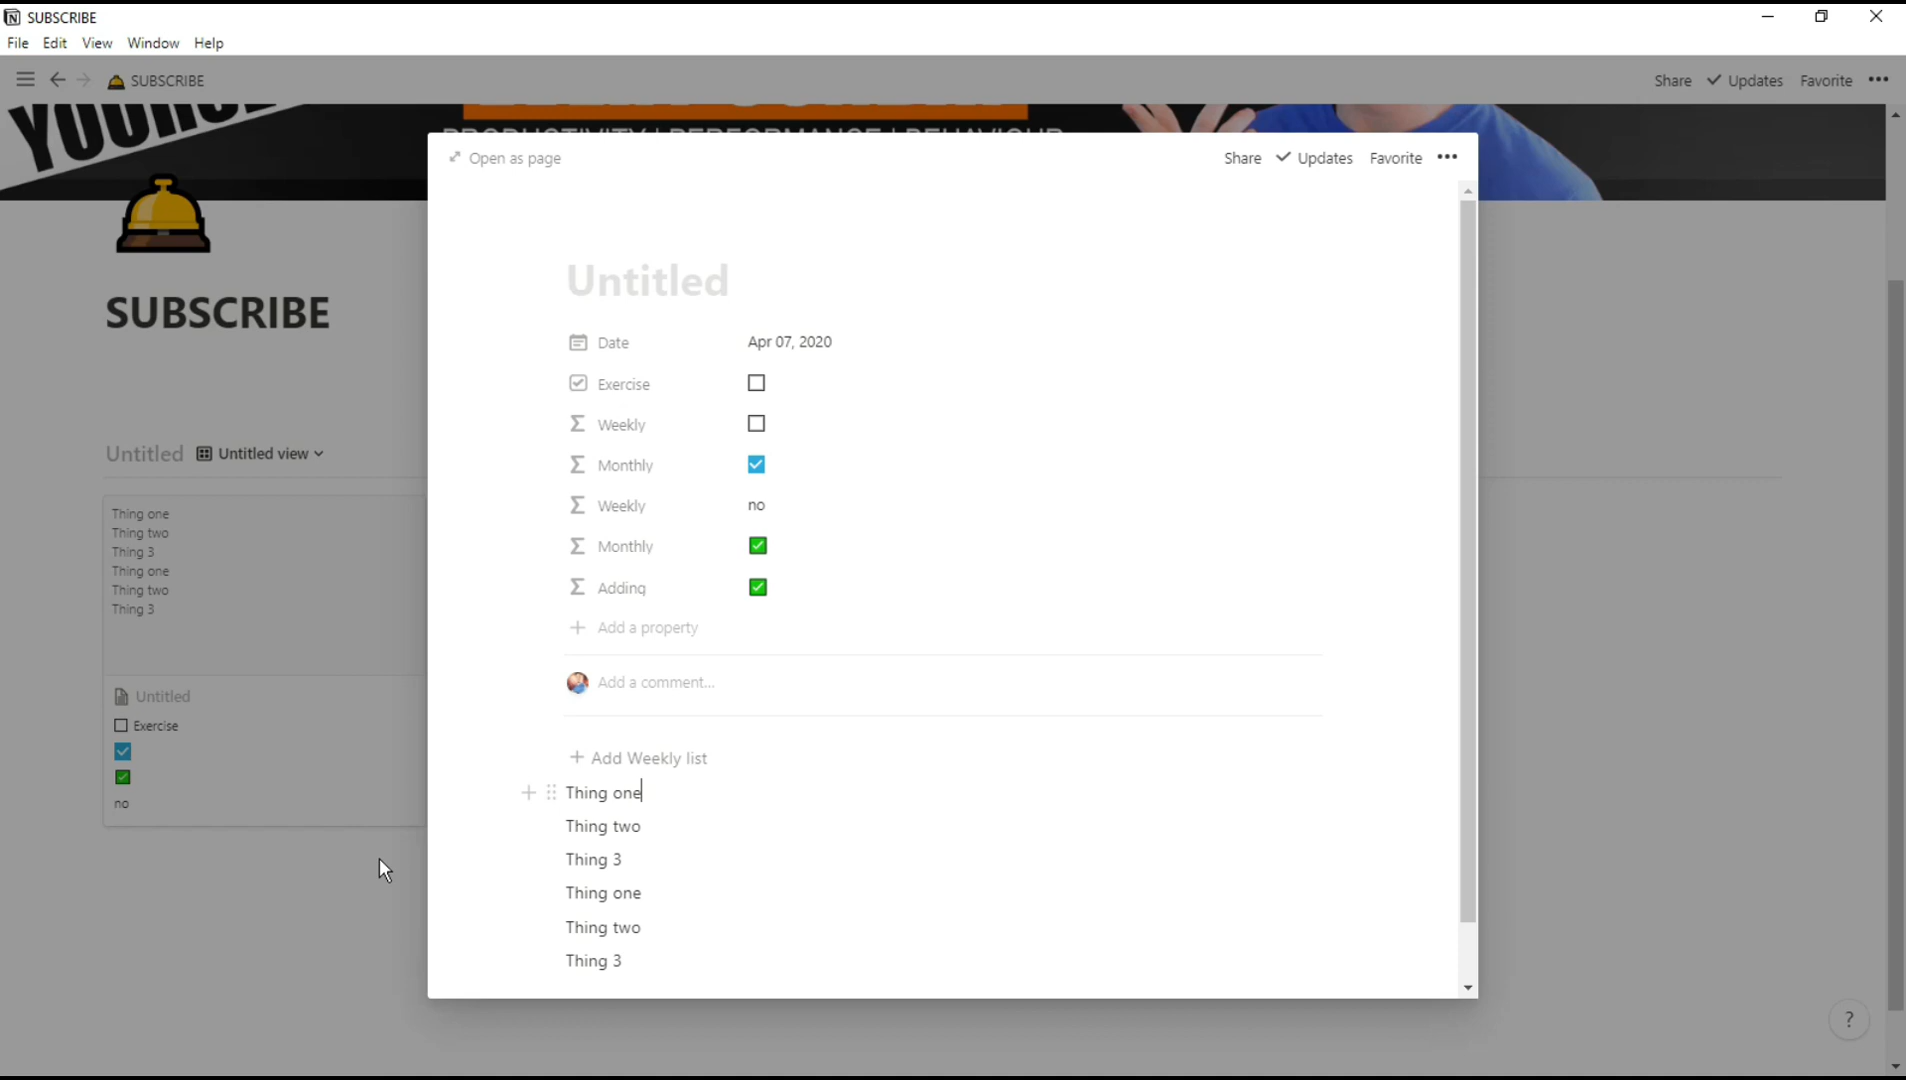 SUBSCRIBE
File Edit View Window Help
SUBSCRIBE
Share Updates Favorite
PRODUCTIVITY | PERFORMANCE | BEHAVIOUR
Open as page
Share Updates Favorite
Untitled
Date Apr 07, 2020
Exercise
Weekly
Monthly
Weekly no
Monthly
Adding
Add a property
Add a comment...
+ Add Weekly list
Thing one
Thing two
Thing 3
Thing one
Thing two
Thing 3
SUBSCRIBE
Untitled Untitled view
Thing one
Thing two
Thing 3
Thing one
Thing two
Thing 3
Untitled
Exercise
no
?